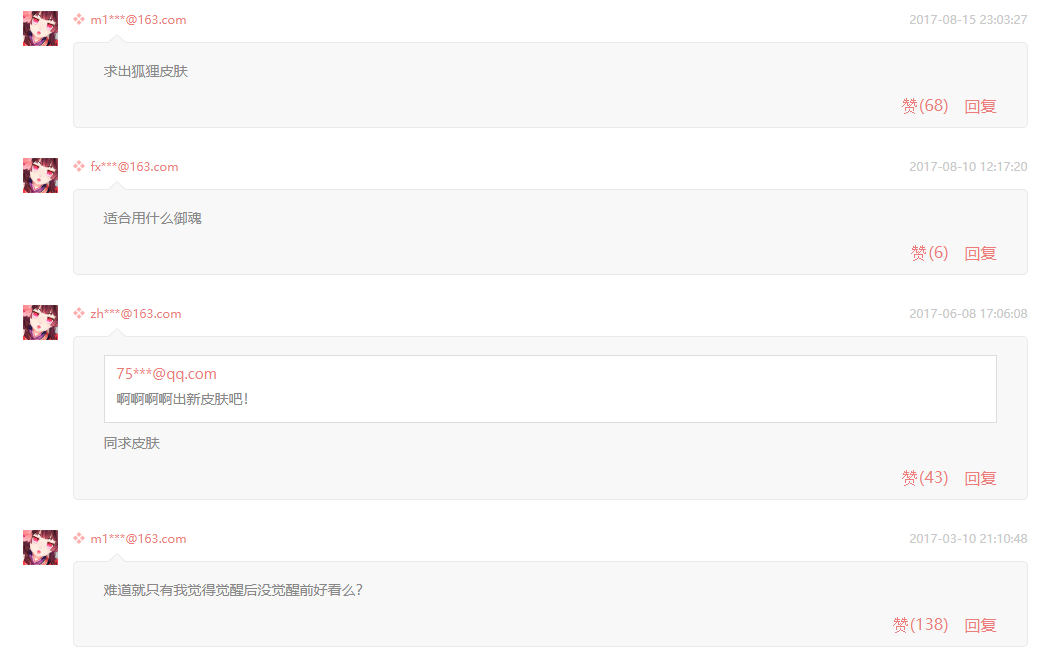 m1***@163.com 2017-08-15 23:03:27
求出狐狸皮肤
赞(68) 回复
fx***@163.com 2017-08-10 12:17:20
适合用什么御魂
赞(6) 回复
zh***@163.com 2017-06-08 17:06:08
75***@qq.com
啊啊啊啊出新皮肤吧！
同求皮肤
赞(43) 回复
m1***@163.com 2017-03-10 21:10:48
难道就只有我觉得觉醒后没觉醒前好看么？
赞(138) 回复